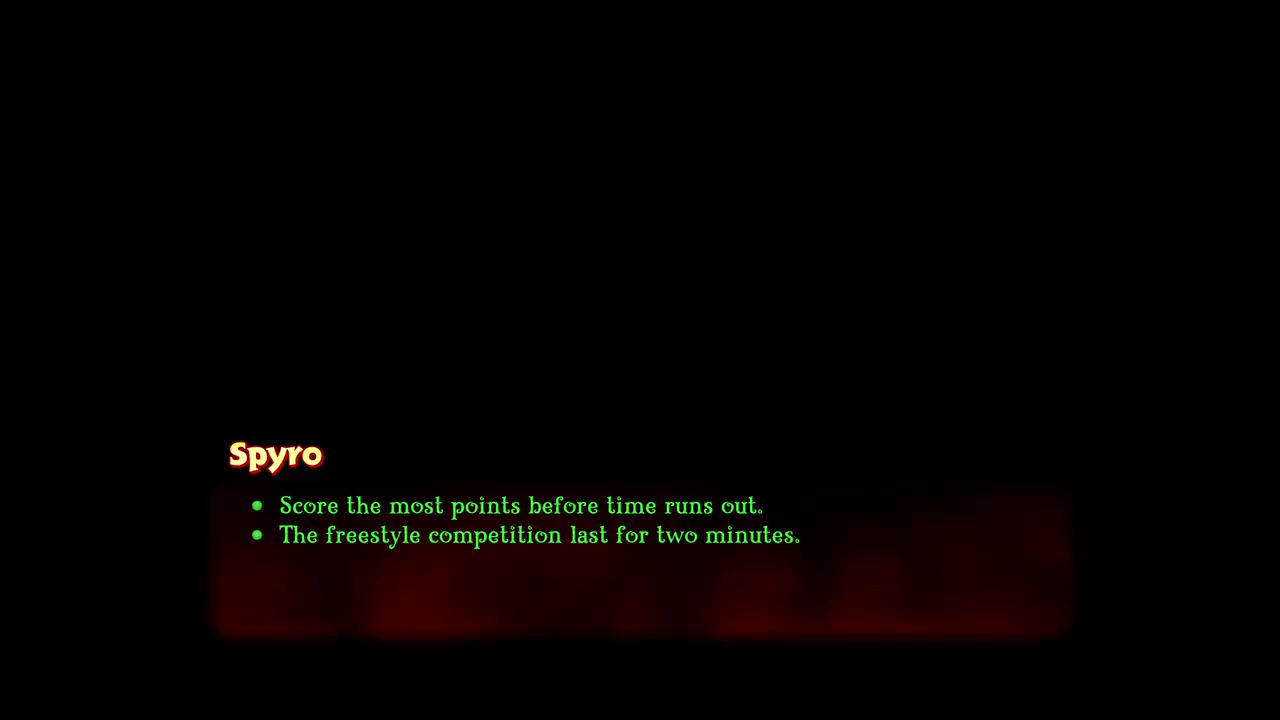 Spyro
Score the most points before time runs out.
The freestyle competition last for two minutes.